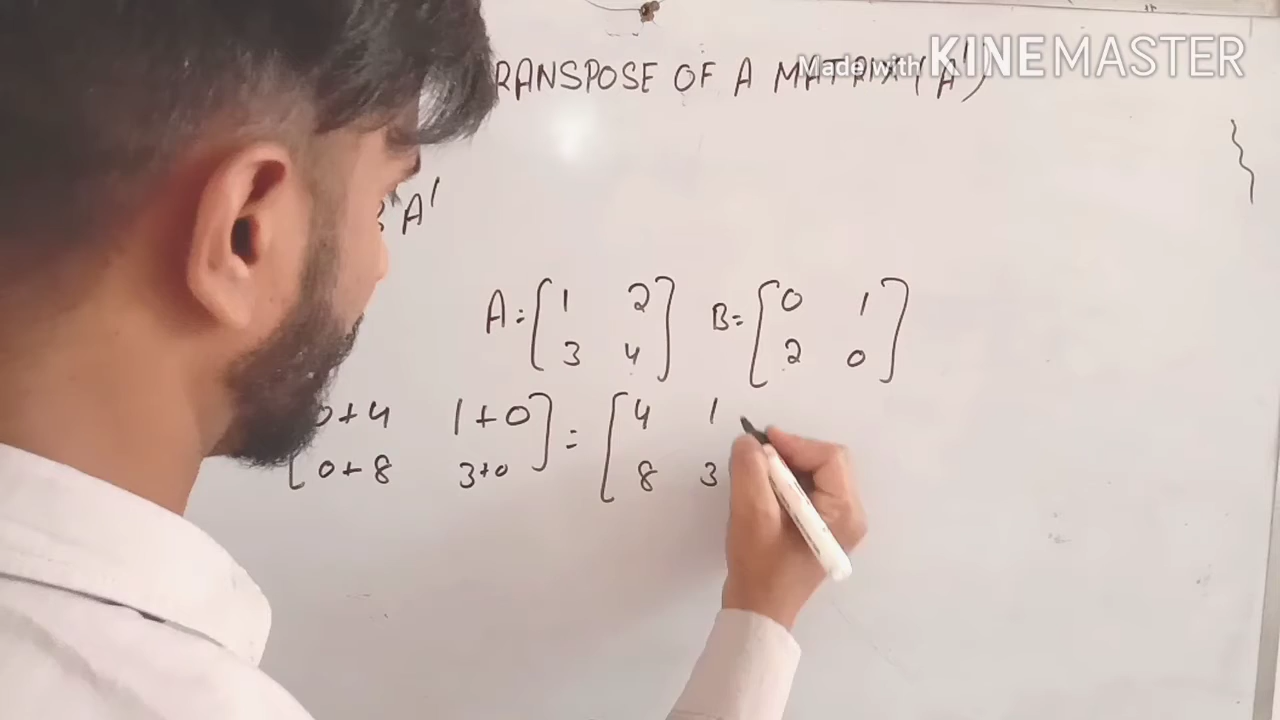 RANSPOSE OF A MATRIX (A')
Made with KINEMASTER
A'
A = [ 1 2 B = [ 0 1
3 4 ] 2 0 ]
0+4 1+0 ] = [ 4 1
[ 0+8 3+0 8 3